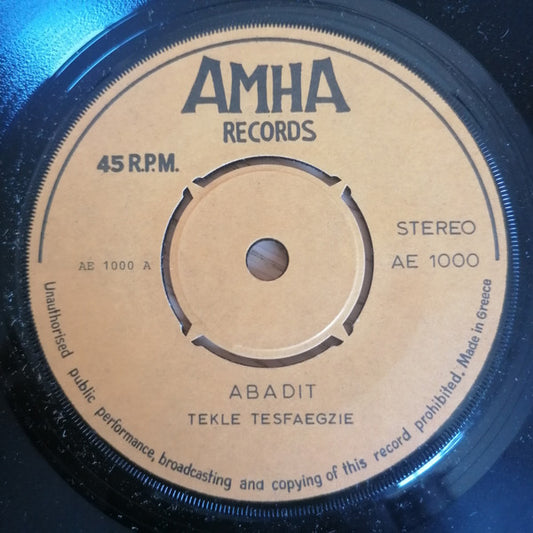 AMHA
RECORDS
45 R.P.M.
STEREO
AE 1000 A
AE 1000
ABADIT
TEKLE TESFAEGZIE
Unauthorised public performance, broadcasting and copying of this record prohibited. Made in Greece